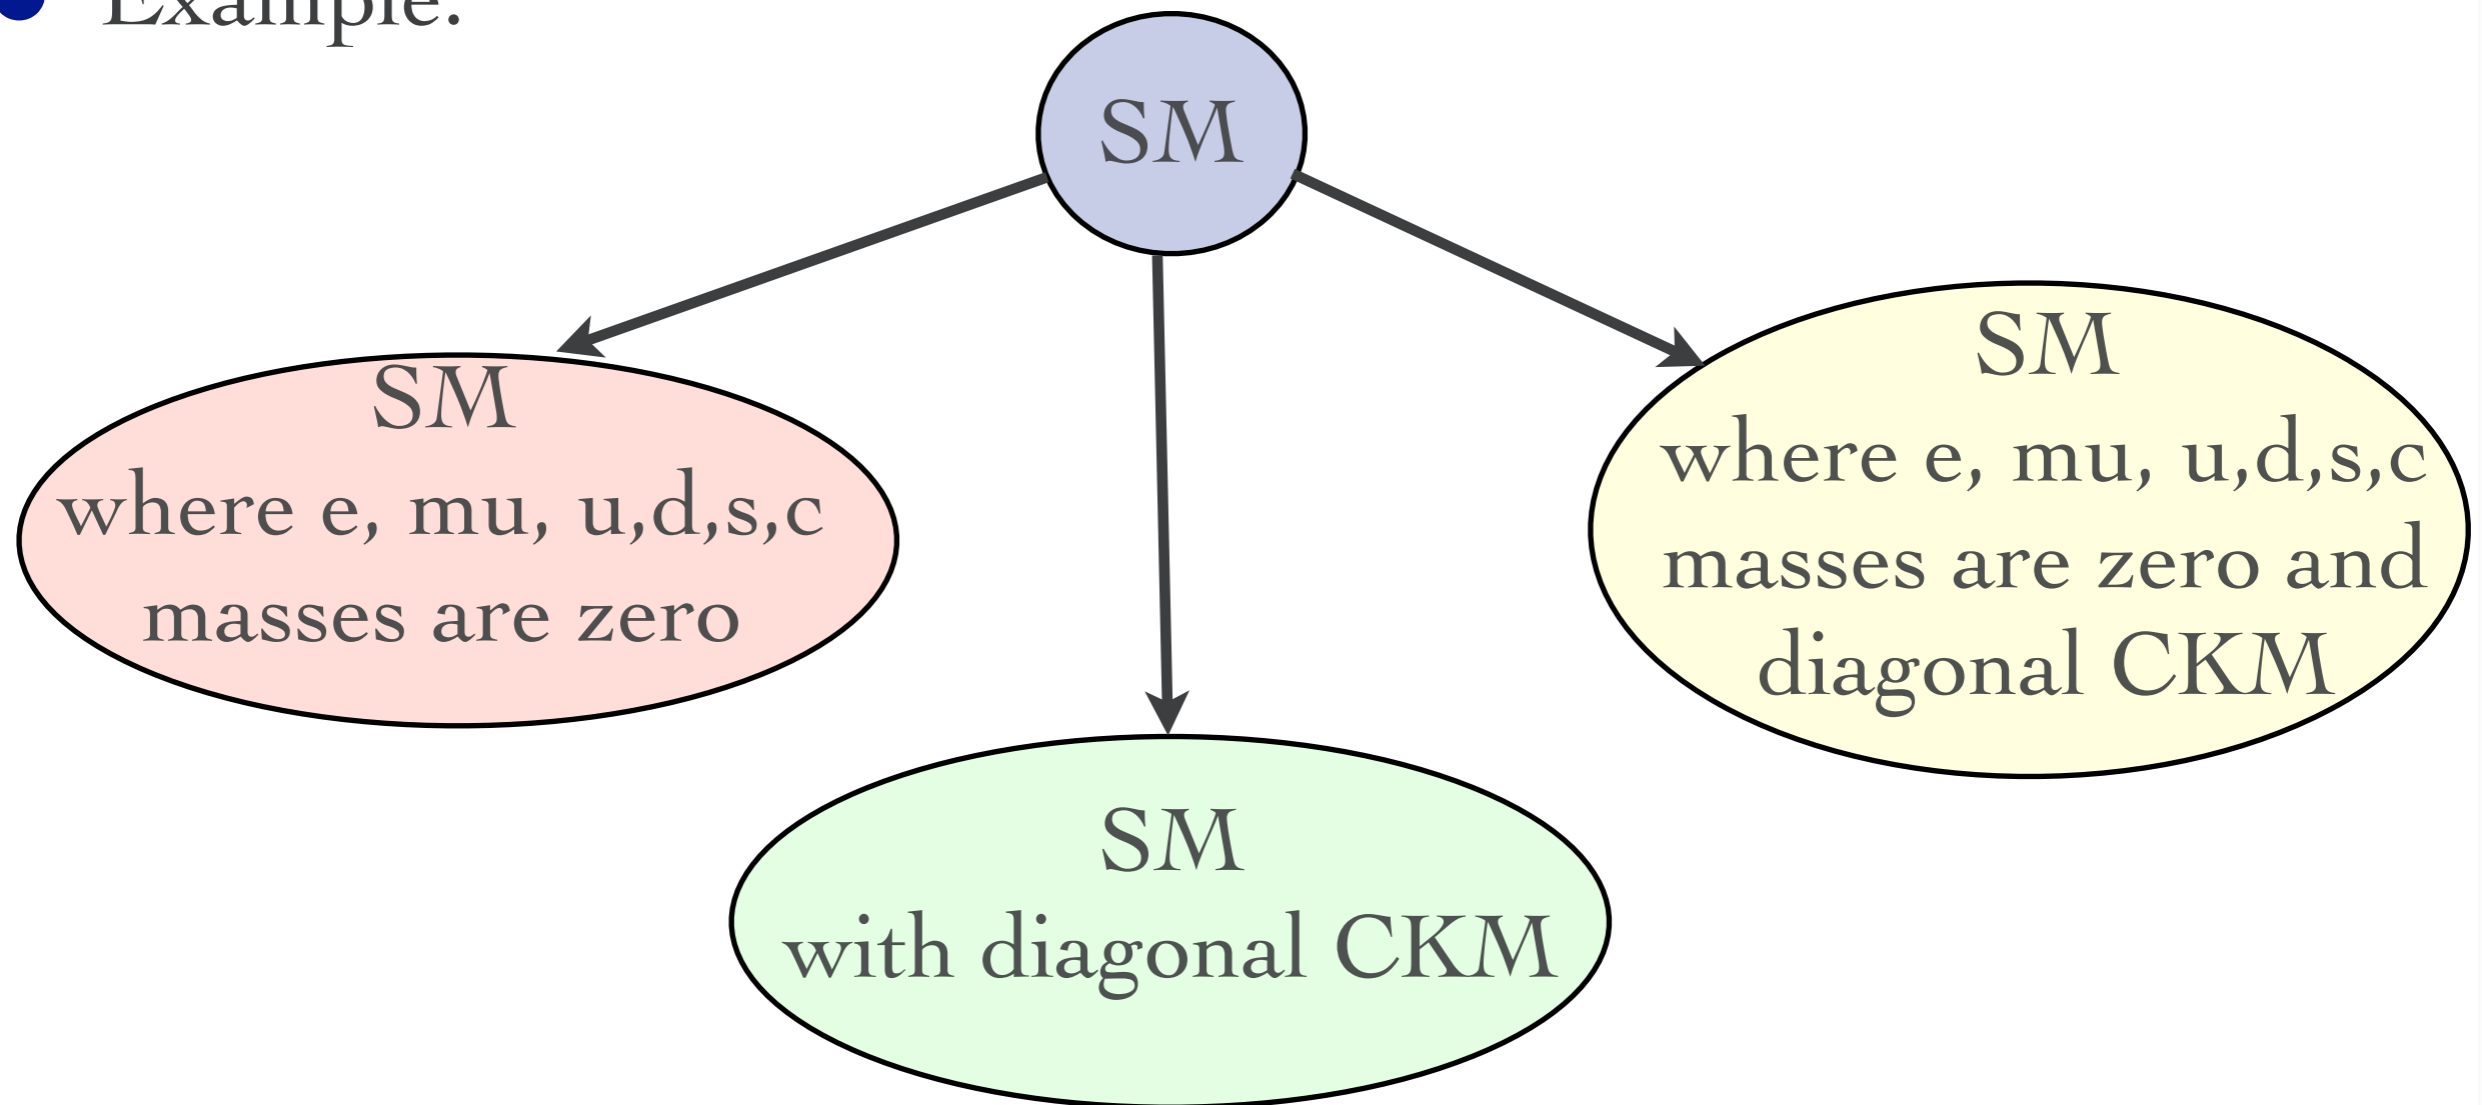 Example:
SM
SM
where e, mu, u,d,s,c
masses are zero
SM
where e, mu, u,d,s,c
masses are zero and
diagonal CKM
SM
with diagonal CKM